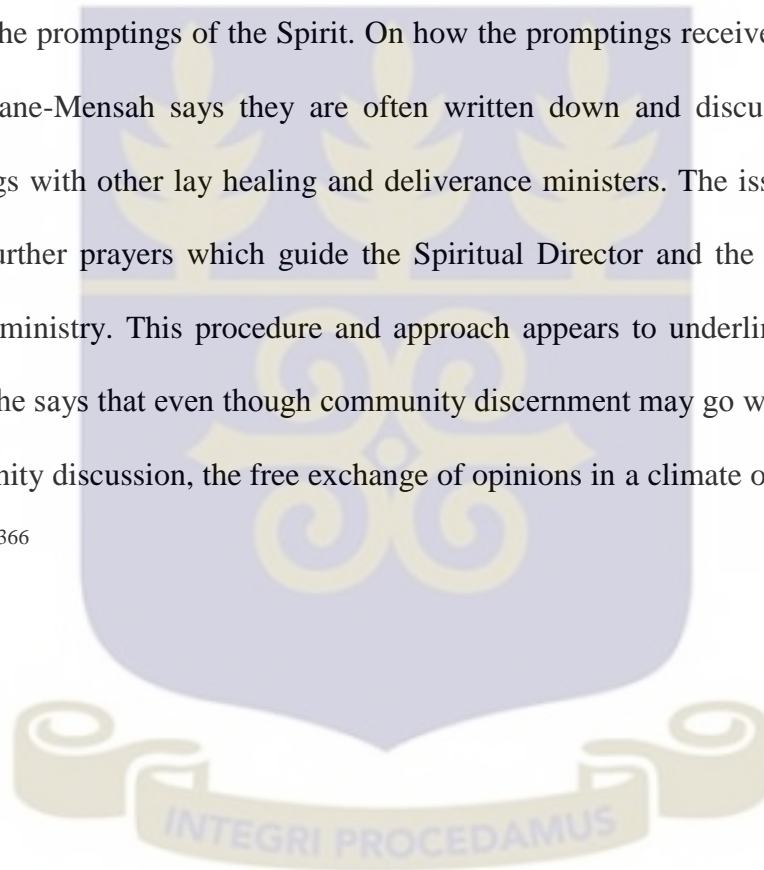 he promptings of the Spirit. On how the promptings receive
ane-Mensah says they are often written down and discu
gs with other lay healing and deliverance ministers. The iss
urther prayers which guide the Spiritual Director and the
ministry. This procedure and approach appears to underlin
he says that even though community discernment may go w
nity discussion, the free exchange of opinions in a climate o
366
INTEGRI PROCEDAMUS